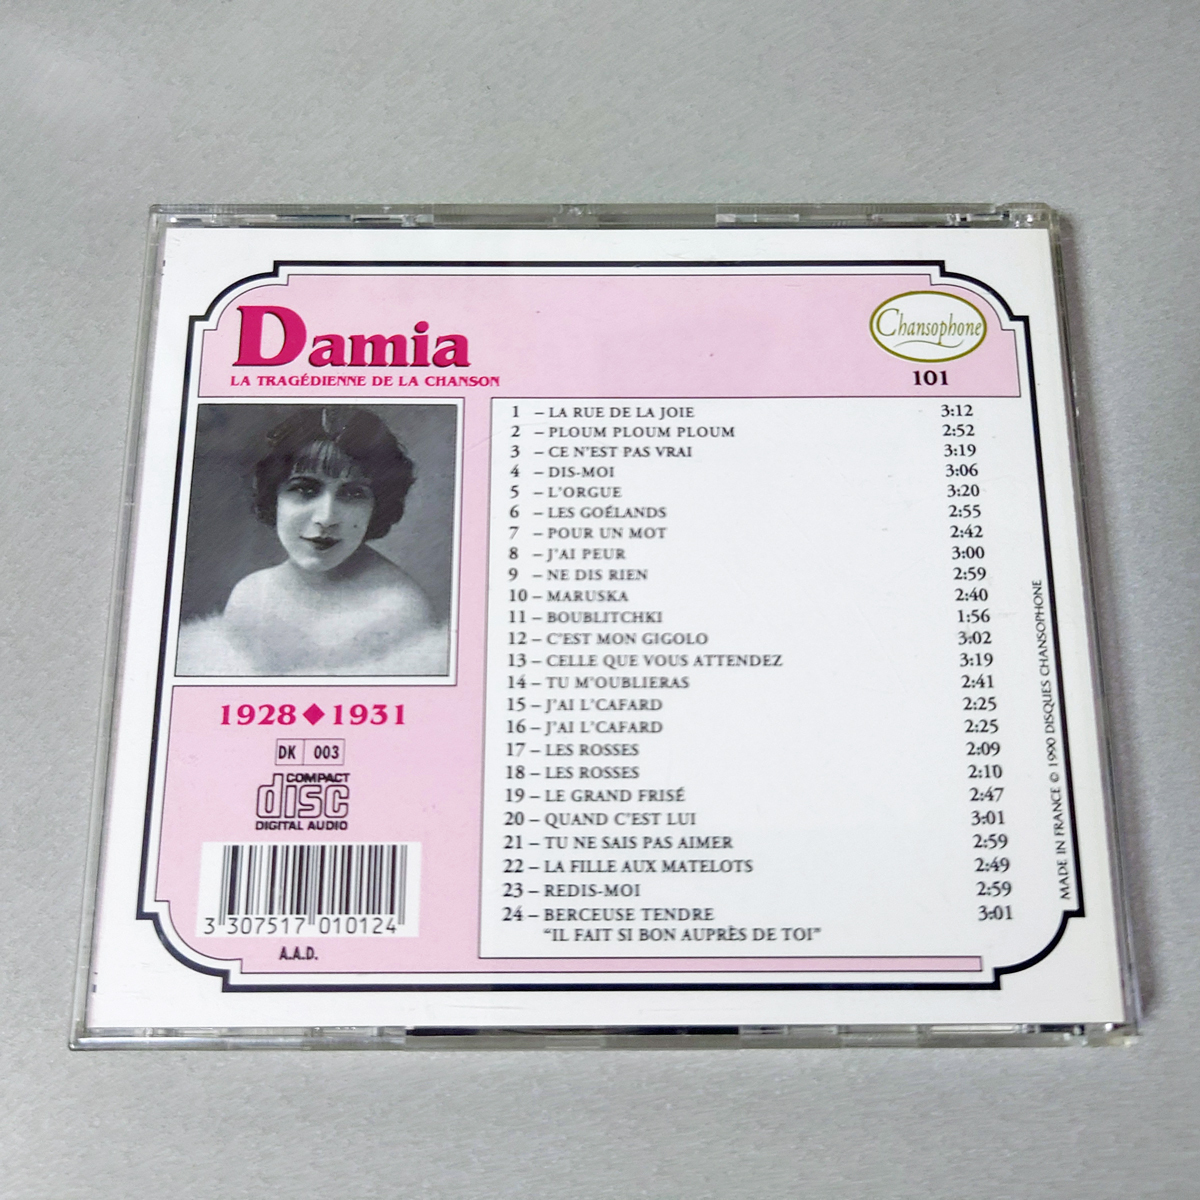 Damia
LA TRAGÉDIENNE DE LA CHANSON
Chansophone
101
1 – LA RUE DE LA JOIE 3:12
2 – PLOUM PLOUM PLOUM 2:52
3 – CE N'EST PAS VRAI 3:19
4 – DIS-MOI 3:06
5 – L'ORGUE 3:20
6 – LES GOÉLANDS 2:55
7 – POUR UN MOT 2:42
8 – J'AI PEUR 3:00
9 – NE DIS RIEN 2:59
10 – MARUSKA 2:40
11 – BOUBLITCHKI 1:56
12 – C'EST MON GIGOLO 3:02
13 – CELLE QUE VOUS ATTENDEZ 3:19
14 – TU M'OUBLIERAS 2:41
15 – J'AI L'CAFARD 2:25
16 – J'AI L'CAFARD 2:25
17 – LES ROSSES 2:09
18 – LES ROSSES 2:10
19 – LE GRAND FRISÉ 2:47
20 – QUAND C'EST LUI 3:01
21 – TU NE SAIS PAS AIMER 2:59
22 – LA FILLE AUX MATELOTS 2:49
23 – REDIS-MOI 2:59
24 – BERCEUSE TENDRE 3:01
"IL FAIT SI BON AUPRÈS DE TOI"
1928 ◆ 1931
DK 003
COMPACT
disc
DIGITAL AUDIO
3 307517 010124
A.A.D.
MADE IN FRANCE © 1990 DISQUES CHANSOPHONE